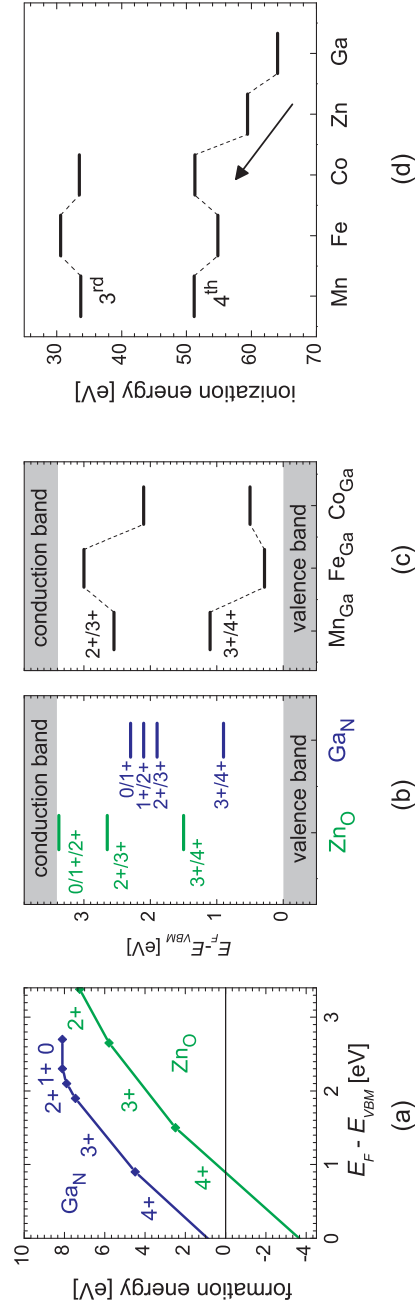 10
8
6
4
2
0
-2
-4
formation energy [eV]
Ga_N
4+
3+
2+ 1+ 0
4+
3+
2+
Zn_O
0
1
2
3
E_F - E_VBM [eV]
(a)
3
2
1
0
E_F-E_VBM [eV]
conduction band
0/1+/2+
2+/3+
3+/4+
0/1+
1+/2+
2+/3+
3+/4+
valence band
Zn_O
Ga_N
(b)
conduction band
2+/3+
3+/4+
valence band
Mn_Ga Fe_Ga Co_Ga
(c)
30
40
50
60
70
ionization energy [eV]
3rd
4th
Mn Fe Co Zn Ga
(d)